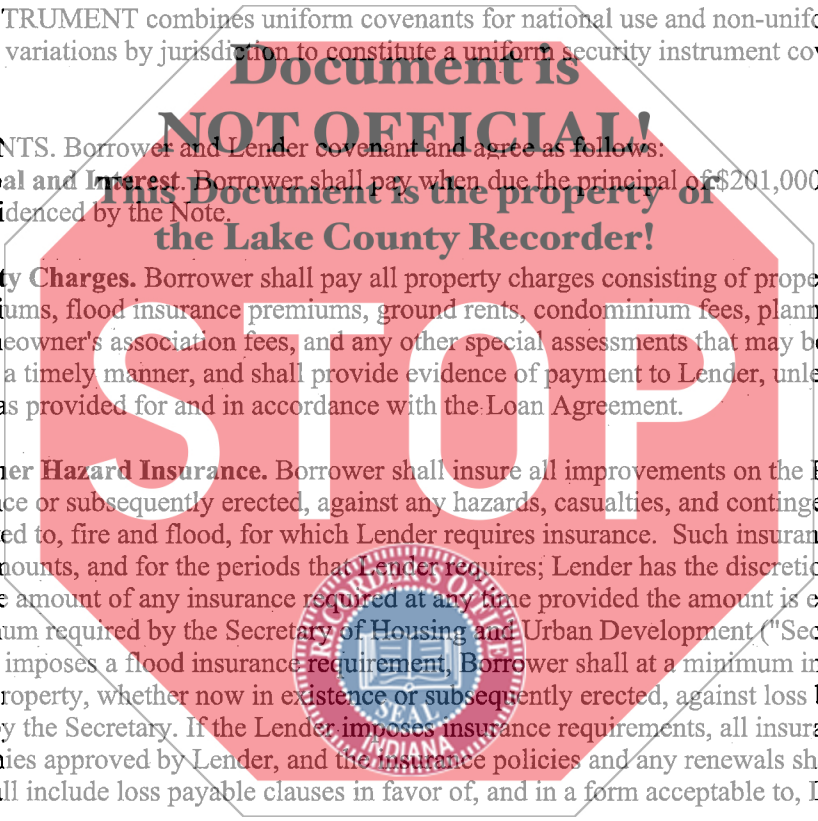 TRUMENT combines uniform covenants for national use and non-unifo
variations by jurisdiction to constitute a uniform security instrument cov
Document is
NOT OFFICIAL!
NTS. Borrower and Lender covenant and agree as follows:
al and Interest. Borrower shall pay when due the principal of $201,000
This Document is the property of
idenced by the Note.
the Lake County Recorder!
ty Charges. Borrower shall pay all property charges consisting of prope
iums, flood insurance premiums, ground rents, condominium fees, plann
eowner's association fees, and any other special assessments that may be
a timely manner, and shall provide evidence of payment to Lender, unle
as provided for and in accordance with the Loan Agreement.
STOP
er Hazard Insurance. Borrower shall insure all improvements on the P
ce or subsequently erected, against any hazards, casualties, and continge
ed to, fire and flood, for which Lender requires insurance. Such insuran
nounts, and for the periods that Lender requires; Lender has the discretio
e amount of any insurance required at any time provided the amount is e
um required by the Secretary of Housing and Urban Development ("Sec
imposes a flood insurance requirement, Borrower shall at a minimum in
roperty, whether now in existence or subsequently erected, against loss b
y the Secretary. If the Lender imposes insurance requirements, all insura
nies approved by Lender, and the insurance policies and any renewals sh
ll include loss payable clauses in favor of, and in a form acceptable to, L
SEAL
INDIANA